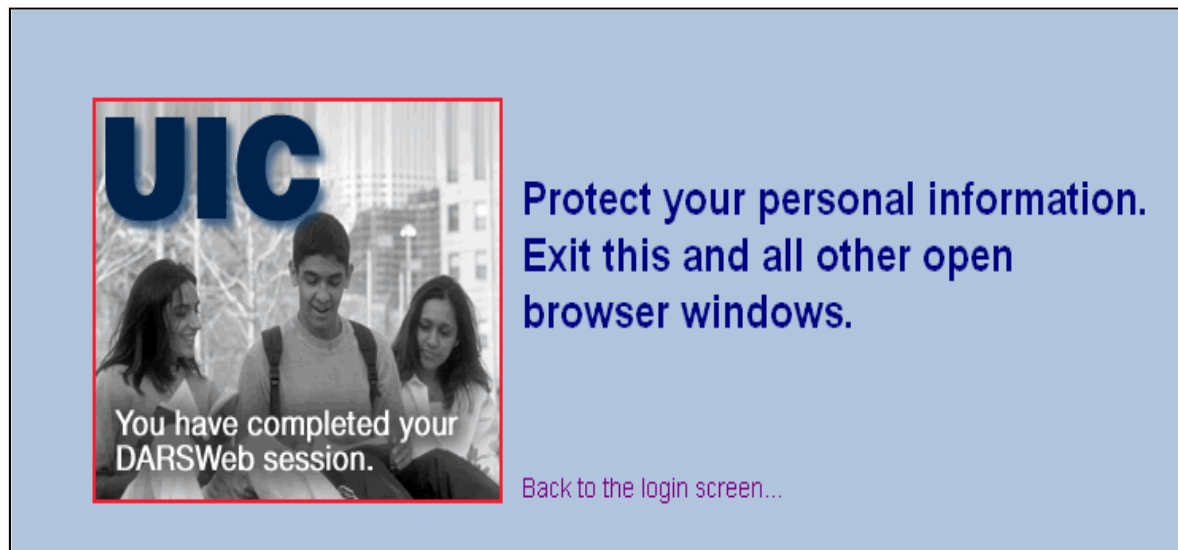 UIC
You have completed your
DARSWeb session.
Protect your personal information.
Exit this and all other open
browser windows.
Back to the login screen...